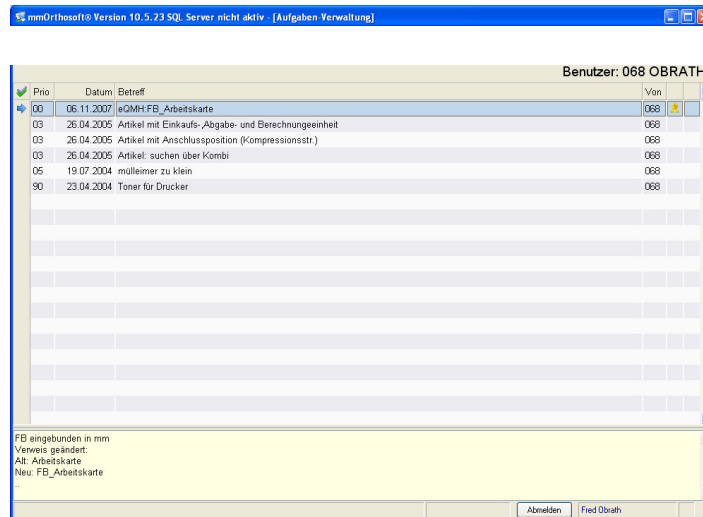 mmOrthosoft® Version 10.5.23 SQL Server nicht aktiv - [Aufgaben-Verwaltung]
Benutzer: 068 OBRATH
Prio Datum Betreff Von
00 06.11.2007 eQMH:FB_Arbeitskarte 068
03 26.04.2005 Artikel mit Einkaufs-,Abgabe- und Berechnungeeinheit 068
03 26.04.2005 Artikel mit Anschlussposition (Kompressionsstr.) 068
03 26.04.2005 Artikel: suchen über Kombi 068
05 19.07.2004 mülleimer zu klein 068
90 23.04.2004 Toner für Drucker 068
FB eingebunden in mm
Verweis geändert:
Alt: Arbeitskarte
Neu: FB_Arbeitskarte
..
Abmelden Fred Obrath